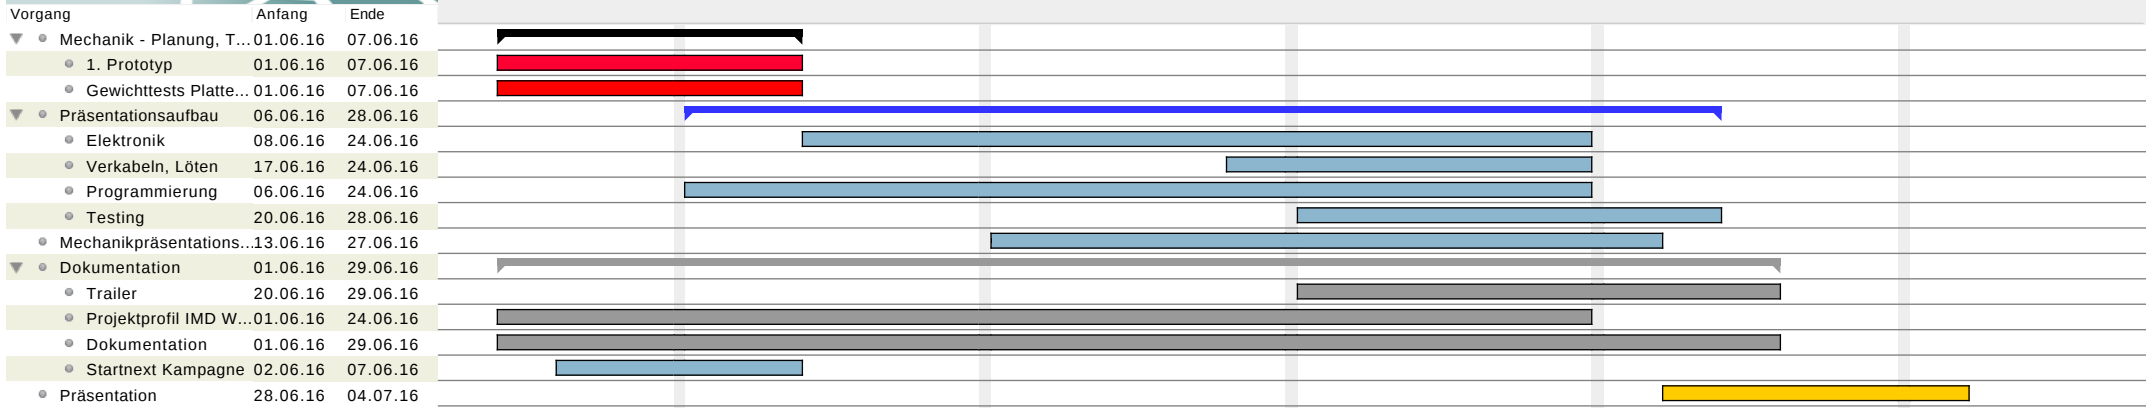 Vorgang Anfang Ende
Mechanik - Planung, T... 01.06.16 07.06.16
1. Prototyp 01.06.16 07.06.16
Gewichttests Platte... 01.06.16 07.06.16
Präsentationsaufbau 06.06.16 28.06.16
Elektronik 08.06.16 24.06.16
Verkabeln, Löten 17.06.16 24.06.16
Programmierung 06.06.16 24.06.16
Testing 20.06.16 28.06.16
Mechanikpräsentations... 13.06.16 27.06.16
Dokumentation 01.06.16 29.06.16
Trailer 20.06.16 29.06.16
Projektprofil IMD W... 01.06.16 24.06.16
Dokumentation 01.06.16 29.06.16
Startnext Kampagne 02.06.16 07.06.16
Präsentation 28.06.16 04.07.16